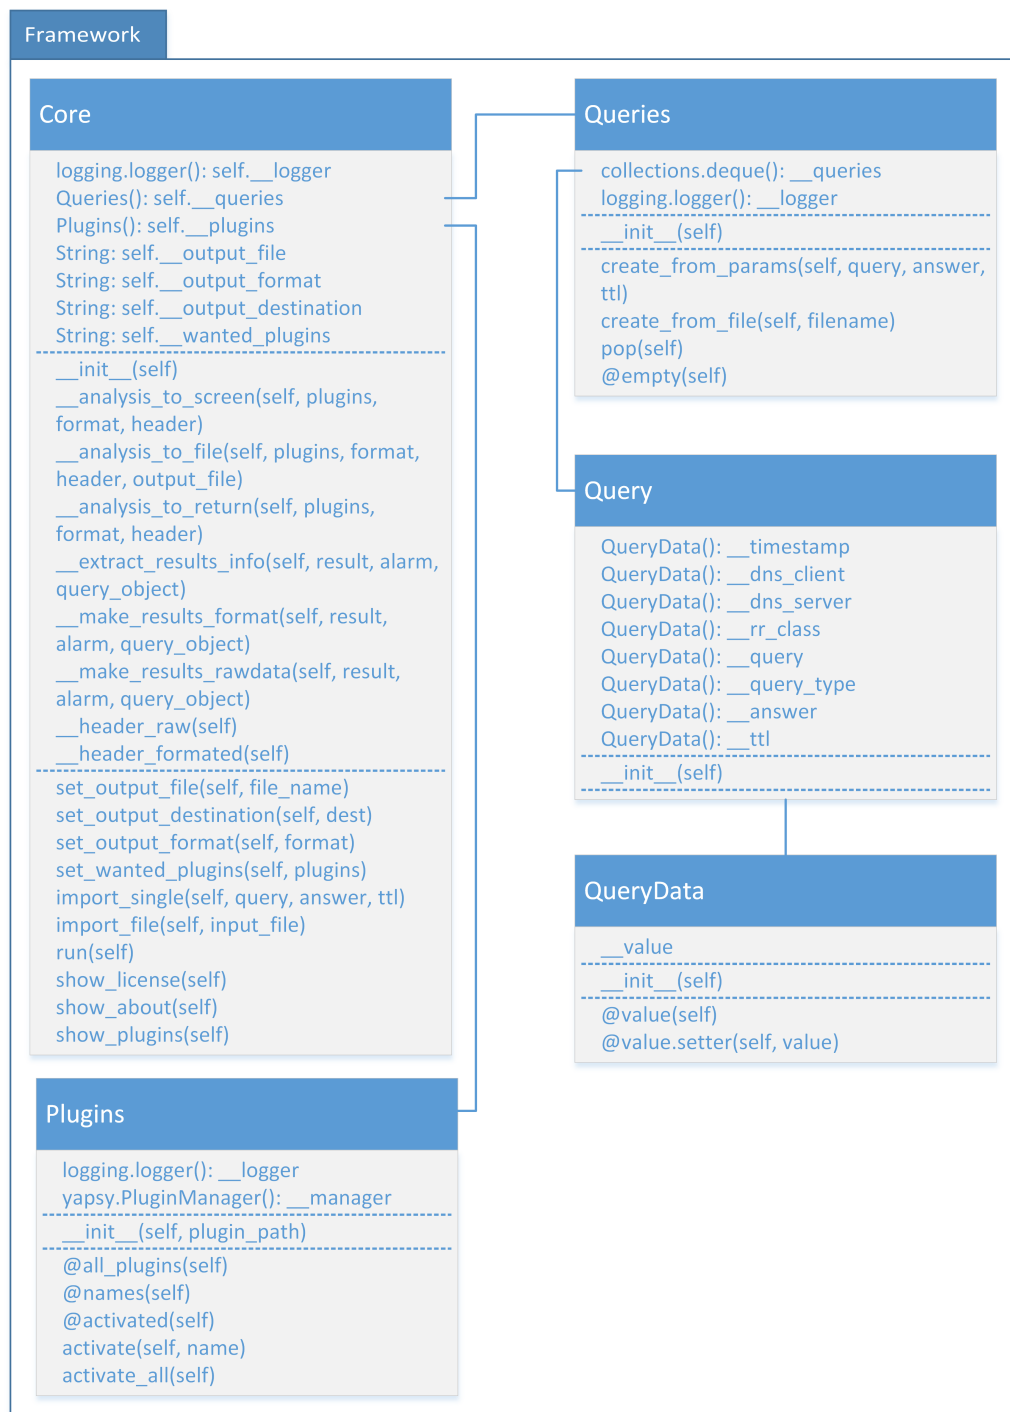 Framework
Core
logging.logger(): self.__logger
Queries(): self.__queries
Plugins(): self.__plugins
String: self.__output_file
String: self.__output_format
String: self.__output_destination
String: self.__wanted_plugins
__init__(self)
__analysis_to_screen(self, plugins,
format, header)
__analysis_to_file(self, plugins, format,
header, output_file)
__analysis_to_return(self, plugins,
format, header)
__extract_results_info(self, result, alarm,
query_object)
__make_results_format(self, result,
alarm, query_object)
__make_results_rawdata(self, result,
alarm, query_object)
__header_raw(self)
__header_formated(self)
set_output_file(self, file_name)
set_output_destination(self, dest)
set_output_format(self, format)
set_wanted_plugins(self, plugins)
import_single(self, query, answer, ttl)
import_file(self, input_file)
run(self)
show_license(self)
show_about(self)
show_plugins(self)
Plugins
logging.logger(): __logger
yapsy.PluginManager(): __manager
__init__(self, plugin_path)
@all_plugins(self)
@names(self)
@activated(self)
activate(self, name)
activate_all(self)
Queries
collections.deque(): __queries
logging.logger(): __logger
__init__(self)
create_from_params(self, query, answer,
ttl)
create_from_file(self, filename)
pop(self)
@empty(self)
Query
QueryData(): __timestamp
QueryData(): __dns_client
QueryData(): __dns_server
QueryData(): __rr_class
QueryData(): __query
QueryData(): __query_type
QueryData(): __answer
QueryData(): __ttl
__init__(self)
QueryData
__value
__init__(self)
@value(self)
@value.setter(self, value)